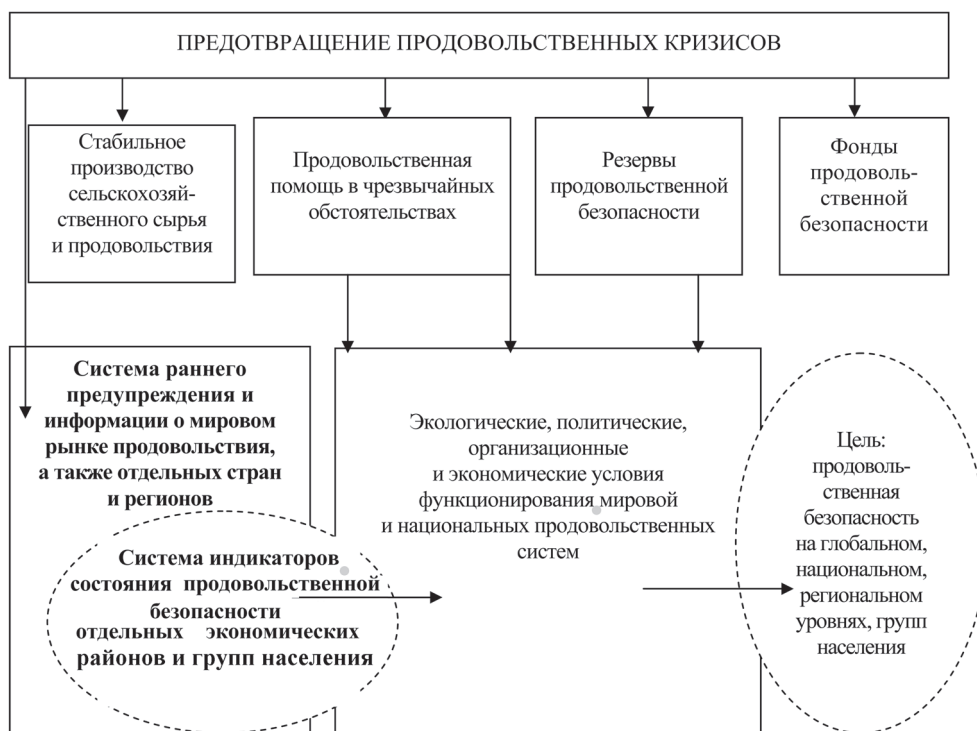 ПРЕДОТВРАЩЕНИЕ ПРОДОВОЛЬСТВЕННЫХ КРИЗИСОВ
Стабильное
производство
сельскохозяй-
ственного сырья
и продовольствия
Продовольственная
помощь в чрезвычайных
обстоятельствах
Резервы
продовольственной
безопасности
Фонды
продоволь-
ственной
безопасности
Система раннего
предупреждения и
информации о мировом
рынке продовольствия,
а также отдельных стран
и регионов
Система индикаторов
состояния продовольственной
безопасности
отдельных экономических
районов и групп населения
Экологические, политические,
организационные
и экономические условия
функционирования мировой
и национальных продовольственных
систем
Цель:
продоволь-
ственная
безопасность
на глобальном,
национальном,
региональном
уровнях, групп
населения